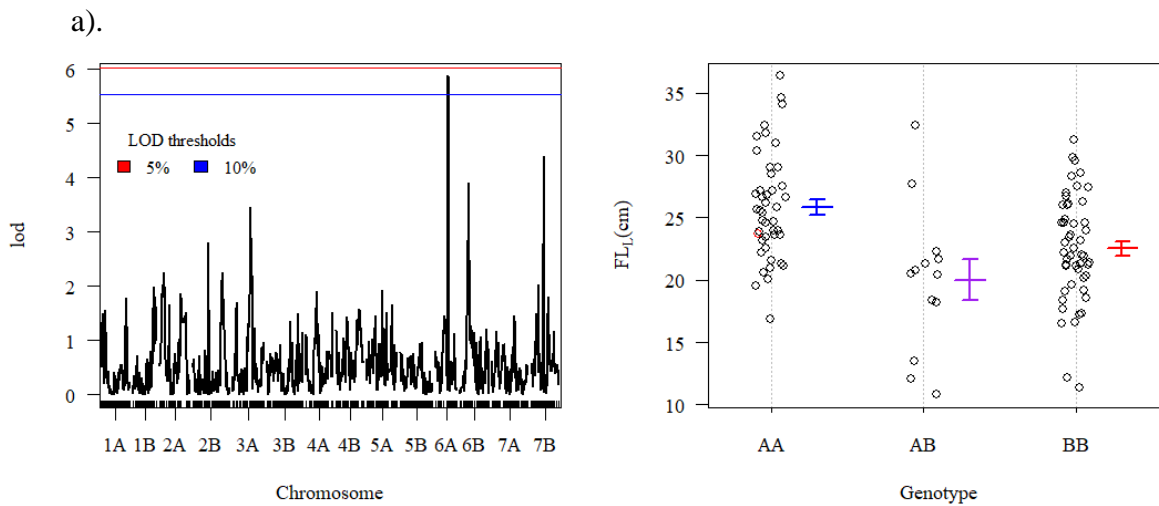 a).
lod
6
5
4
3
2
1
0
LOD thresholds
5% 10%
1A 1B 2A 2B 3A 3B 4A 4B 5A 5B 6A 6B 7A 7B
Chromosome
FL_L(cm)
35
30
25
20
15
10
AA AB BB
Genotype